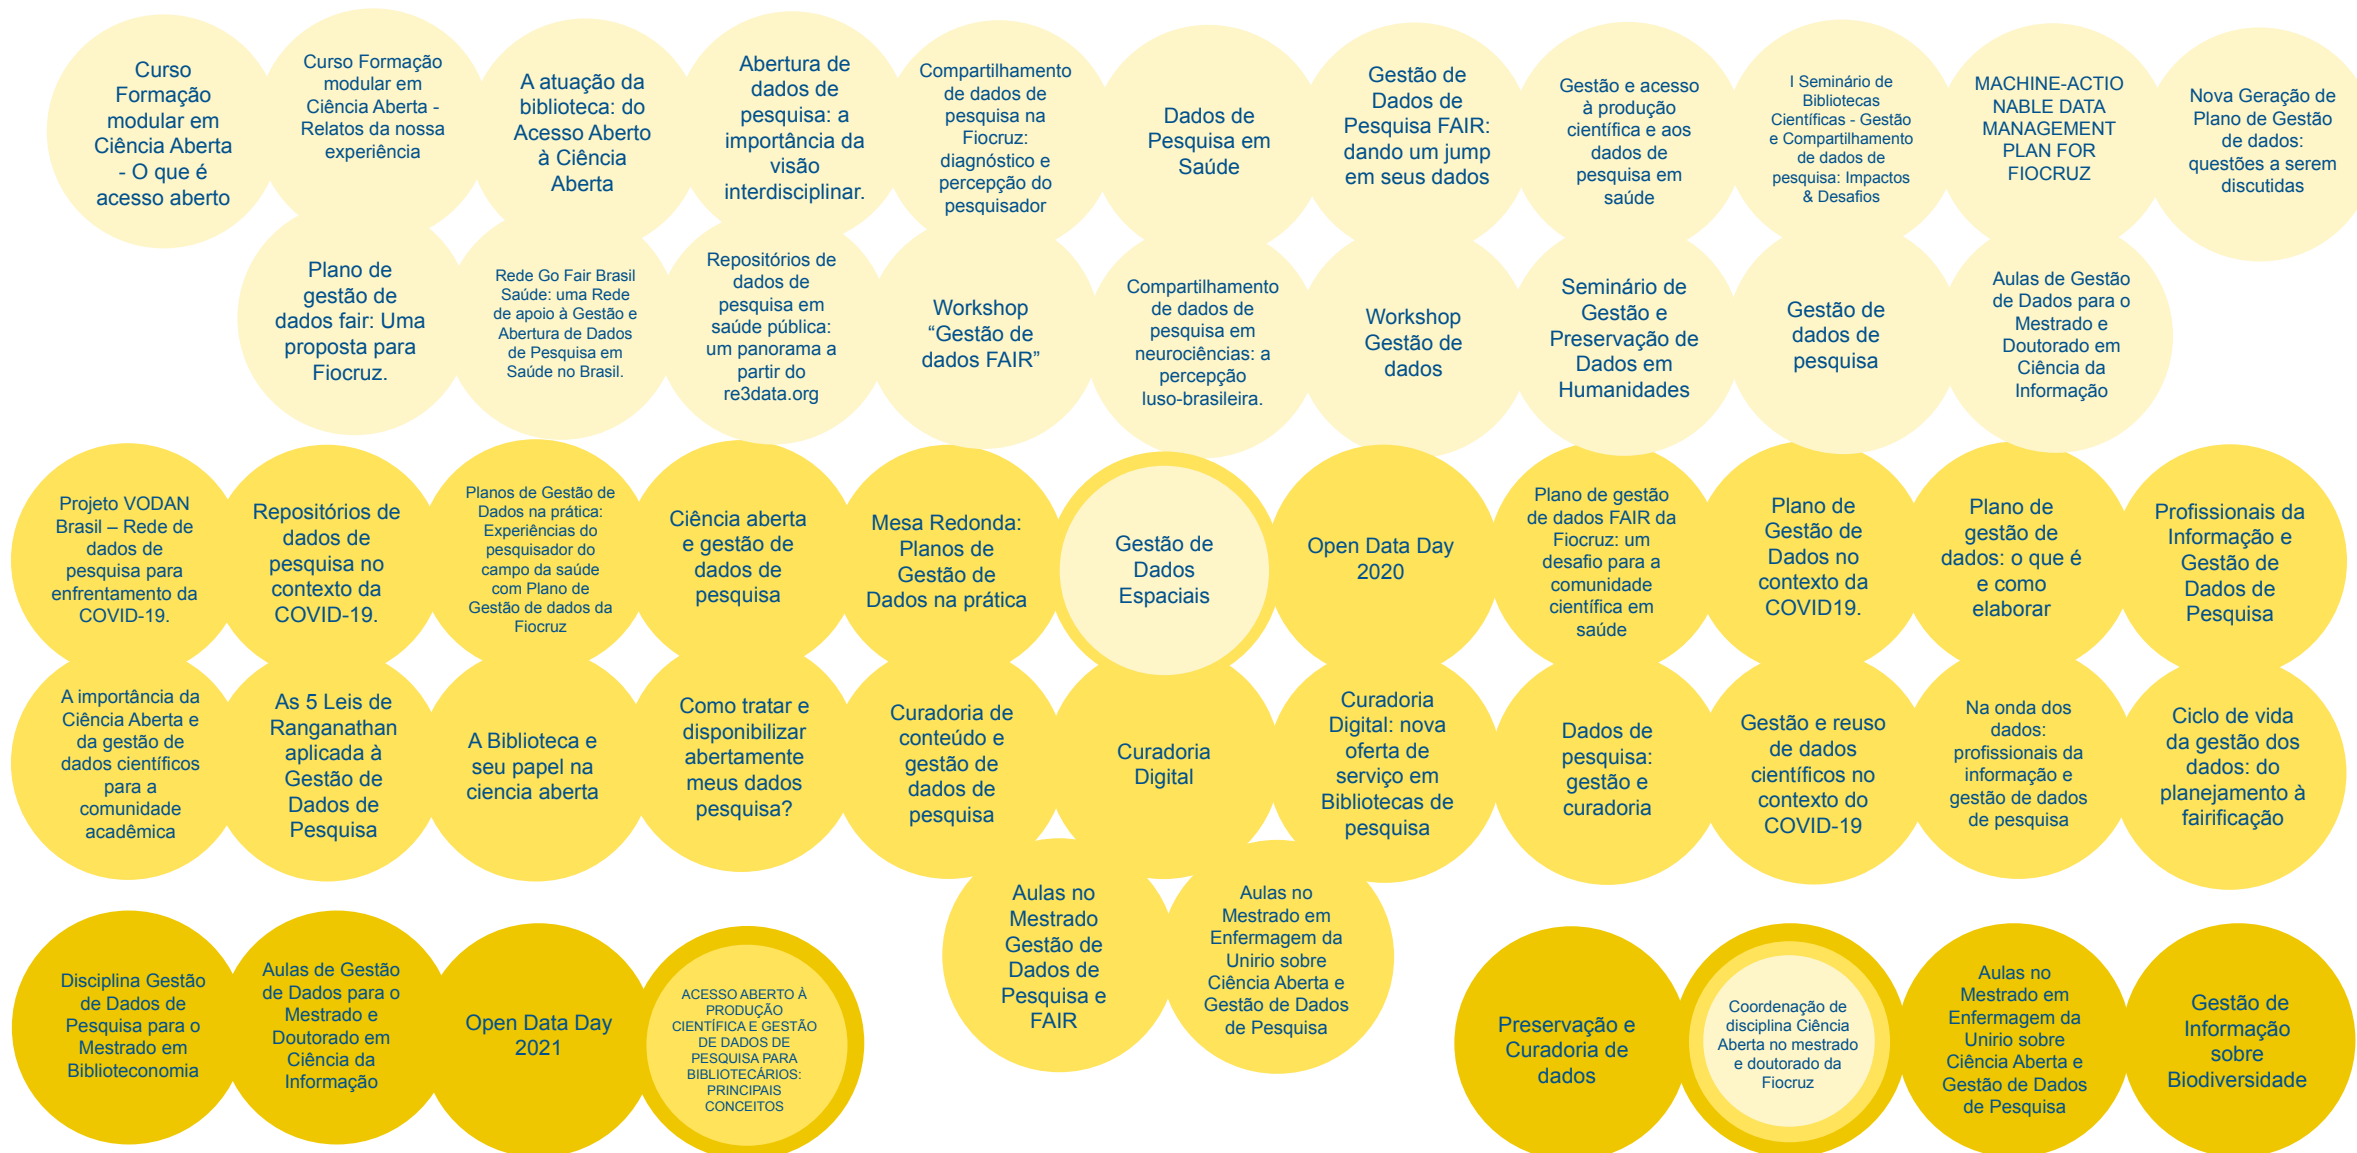 Curso
Formação
modular em
Ciência Aberta
- O que é
acesso aberto
Curso Formação
modular em
Ciência Aberta -
Relatos da nossa
experiência
A atuação da
biblioteca: do
Acesso Aberto
à Ciência
Aberta
Abertura de
dados de
pesquisa: a
importância da
visão
interdisciplinar.
Compartilhamento
de dados de
pesquisa na
Fiocruz:
diagnóstico e
percepção do
pesquisador
Dados de
Pesquisa em
Saúde
Gestão de
Dados de
Pesquisa FAIR:
dando um jump
em seus dados
Gestão e acesso
à produção
científica e aos
dados de
pesquisa em
saúde
I Seminário de
Bibliotecas
Científicas - Gestão
e Compartilhamento
de dados de
pesquisa: Impactos
& Desafios
MACHINE-ACTIO
NABLE DATA
MANAGEMENT
PLAN FOR
FIOCRUZ
Nova Geração de
Plano de Gestão
de dados:
questões a serem
discutidas
Plano de
gestão de
dados fair: Uma
proposta para
Fiocruz.
Rede Go Fair Brasil
Saúde: uma Rede
de apoio à Gestão e
Abertura de Dados
de Pesquisa em
Saúde no Brasil.
Repositórios de
dados de
pesquisa em
saúde pública:
um panorama a
partir do
re3data.org
Workshop
“Gestão de
dados FAIR”
Compartilhamento
de dados de
pesquisa em
neurociências: a
percepção
luso-brasileira.
Workshop
Gestão de
dados
Seminário de
Gestão e
Preservação de
Dados em
Humanidades
Gestão de
dados de
pesquisa
Aulas de Gestão
de Dados para o
Mestrado e
Doutorado em
Ciência da
Informação
Projeto VODAN
Brasil – Rede de
dados de
pesquisa para
enfrentamento da
COVID-19.
Repositórios de
dados de
pesquisa no
contexto da
COVID-19.
Planos de Gestão de
Dados na prática:
Experiências do
pesquisador do
campo da saúde
com Plano de
Gestão de dados da
Fiocruz
Ciência aberta
e gestão de
dados de
pesquisa
Mesa Redonda:
Planos de
Gestão de
Dados na prática
Gestão de
Dados
Espaciais
Open Data Day
2020
Plano de gestão
de dados FAIR da
Fiocruz: um
desafio para a
comunidade
científica em
saúde
Plano de
Gestão de
Dados no
contexto da
COVID19.
Plano de
gestão de
dados: o que é
e como
elaborar
Profissionais da
Informação e
Gestão de
Dados de
Pesquisa
A importância da
Ciência Aberta e
da gestão de
dados científicos
para a
comunidade
acadêmica
As 5 Leis de
Ranganathan
aplicada à
Gestão de
Dados de
Pesquisa
A Biblioteca e
seu papel na
ciencia aberta
Como tratar e
disponibilizar
abertamente
meus dados
pesquisa?
Curadoria de
conteúdo e
gestão de
dados de
pesquisa
Curadoria
Digital
Curadoria
Digital: nova
oferta de
serviço em
Bibliotecas de
pesquisa
Dados de
pesquisa:
gestão e
curadoria
Gestão e reuso
de dados
científicos no
contexto do
COVID-19
Na onda dos
dados:
profissionais da
informação e
gestão de dados
de pesquisa
Ciclo de vida
da gestão dos
dados: do
planejamento à
fairificação
Aulas no
Mestrado
Gestão de
Dados de
Pesquisa e
FAIR
Aulas no
Mestrado em
Enfermagem da
Unirio sobre
Ciência Aberta e
Gestão de Dados
de Pesquisa
Disciplina Gestão
de Dados de
Pesquisa para o
Mestrado em
Biblioteconomia
Aulas de Gestão
de Dados para o
Mestrado e
Doutorado em
Ciência da
Informação
Open Data Day
2021
ACESSO ABERTO À
PRODUÇÃO
CIENTÍFICA E GESTÃO
DE DADOS DE
PESQUISA PARA
BIBLIOTECÁRIOS:
PRINCIPAIS
CONCEITOS
Preservação e
Curadoria de
dados
Coordenação de
disciplina Ciência
Aberta no mestrado
e doutorado da
Fiocruz
Aulas no
Mestrado em
Enfermagem da
Unirio sobre
Ciência Aberta e
Gestão de Dados
de Pesquisa
Gestão de
Informação
sobre
Biodiversidade